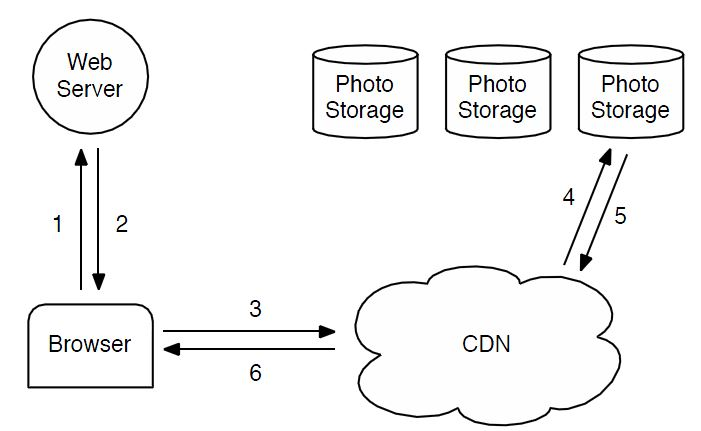 Web
Server
Photo
Storage
Photo
Storage
Photo
Storage
1
2
4
5
Browser
3
6
CDN